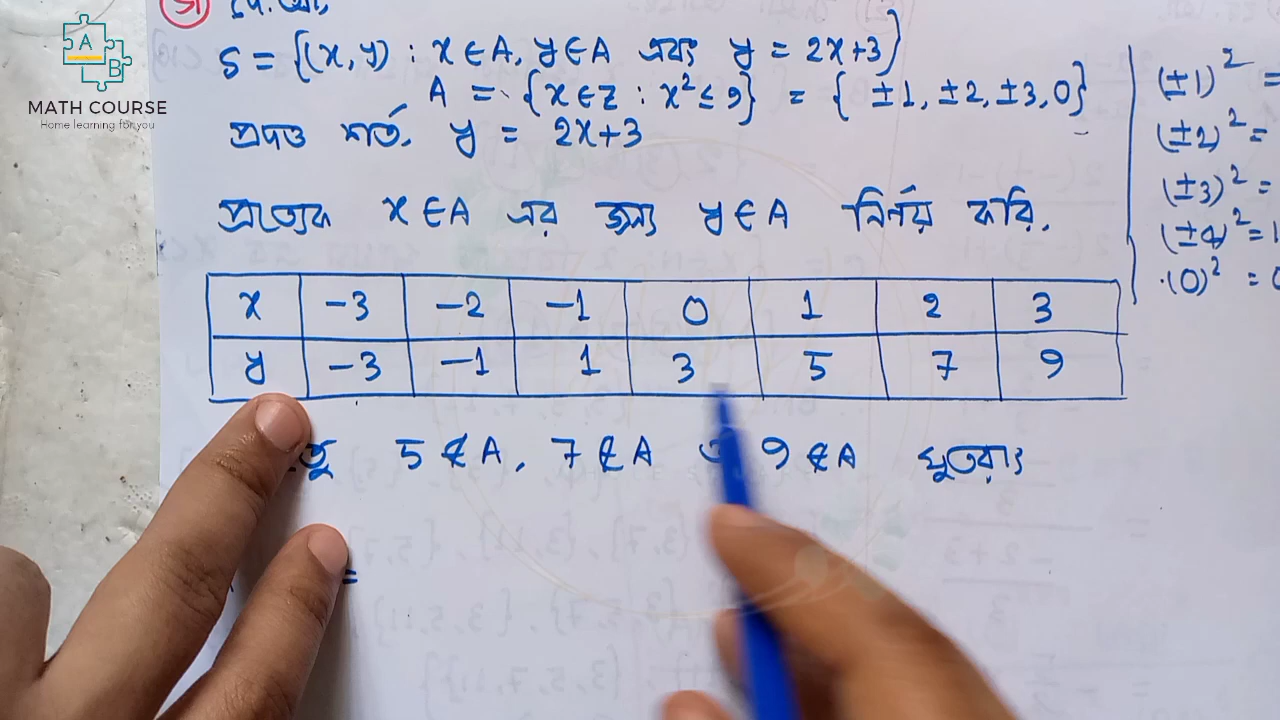 A
B
MATH COURSE
Home learning for you
S = {(x, y) : x ∈ A, y ∈ A এবং y = 2x+3}
A = {x ∈ Z : x² ≤ 9} = { ±1, ±2, ±3, 0}
প্রদত্ত শর্ত, y = 2x+3
প্রত্যেক x ∈ A এর জন্য y ∈ A নির্ণয় করি.
x -3 -2 -1 0 1 2 3
y -3 -1 1 3 5 7 9
5 ∉ A, 7 ∉ A ও 9 ∉ A সুতরাং
=
(±1)² =
(±2)² =
(±3)² =
(±4)² = 1
(0)² = 0